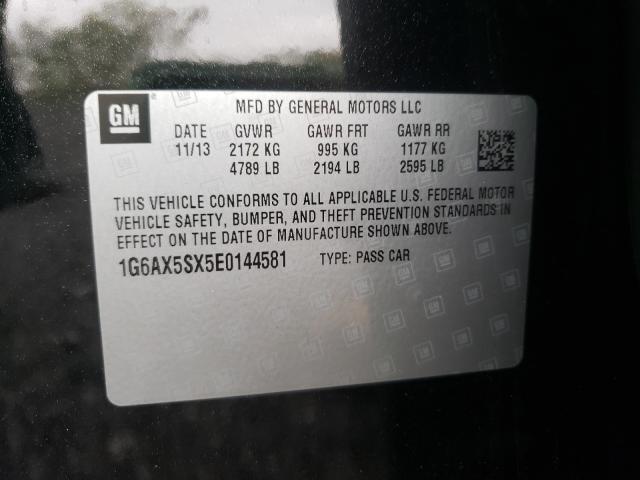 GM
MFD BY GENERAL MOTORS LLC
DATE GVWR GAWR FRT GAWR RR
11/13 2172 KG 995 KG 1177 KG
4789 LB 2194 LB 2595 LB
THIS VEHICLE CONFORMS TO ALL APPLICABLE U.S. FEDERAL MOTOR
VEHICLE SAFETY, BUMPER, AND THEFT PREVENTION STANDARDS IN
EFFECT ON THE DATE OF MANUFACTURE SHOWN ABOVE.
1G6AX5SX5E0144581 TYPE: PASS CAR